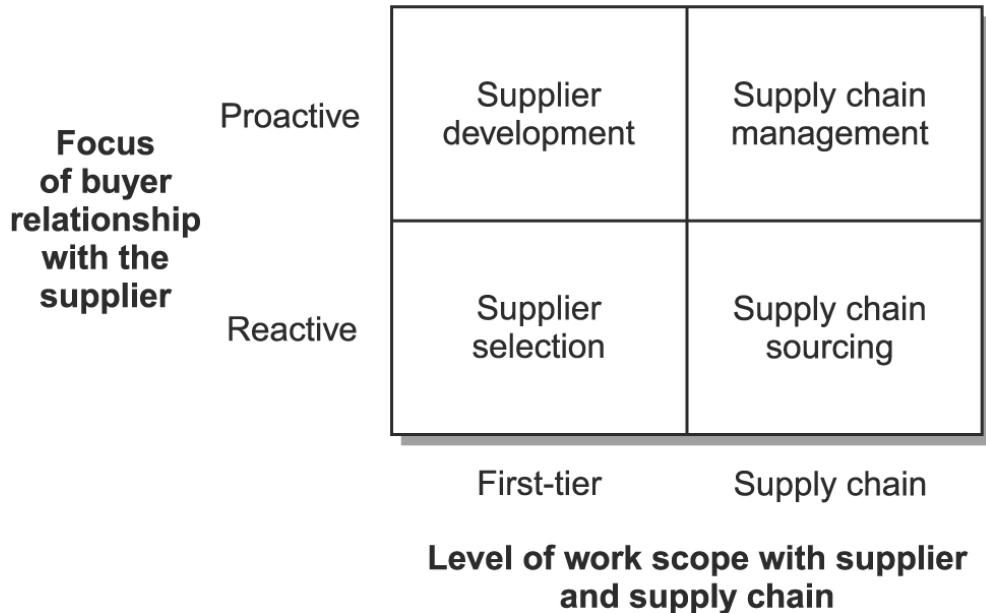 Focus
of buyer
relationship
with the
supplier
Proactive
Supplier
development
Supply chain
management
Reactive
Supplier
selection
Supply chain
sourcing
First-tier
Supply chain
Level of work scope with supplier
and supply chain